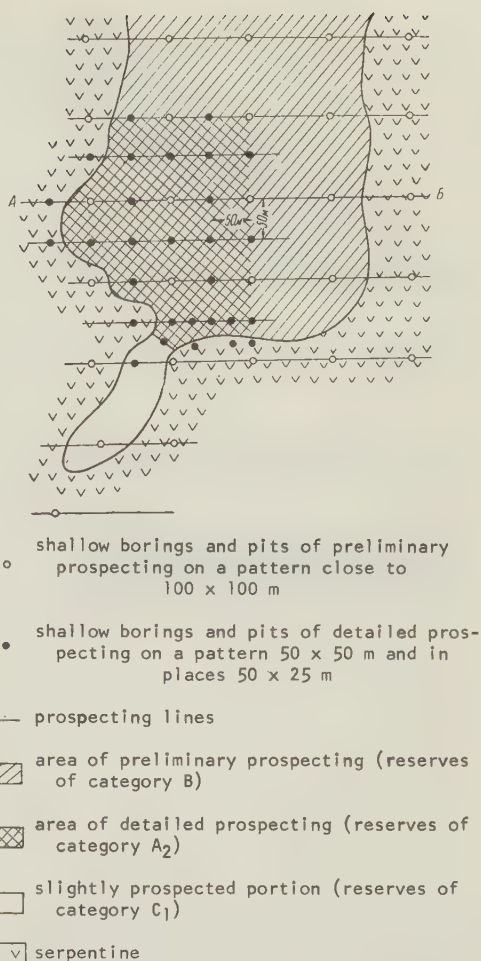 A
Б
50м
50м
shallow borings and pits of preliminary
prospecting on a pattern close to
100 x 100 m
shallow borings and pits of detailed pros-
pecting on a pattern 50 x 50 m and in
places 50 x 25 m
prospecting lines
area of preliminary prospecting (reserves
of category B)
area of detailed prospecting (reserves of
category A₂)
slightly prospected portion (reserves of
category C₁)
serpentine